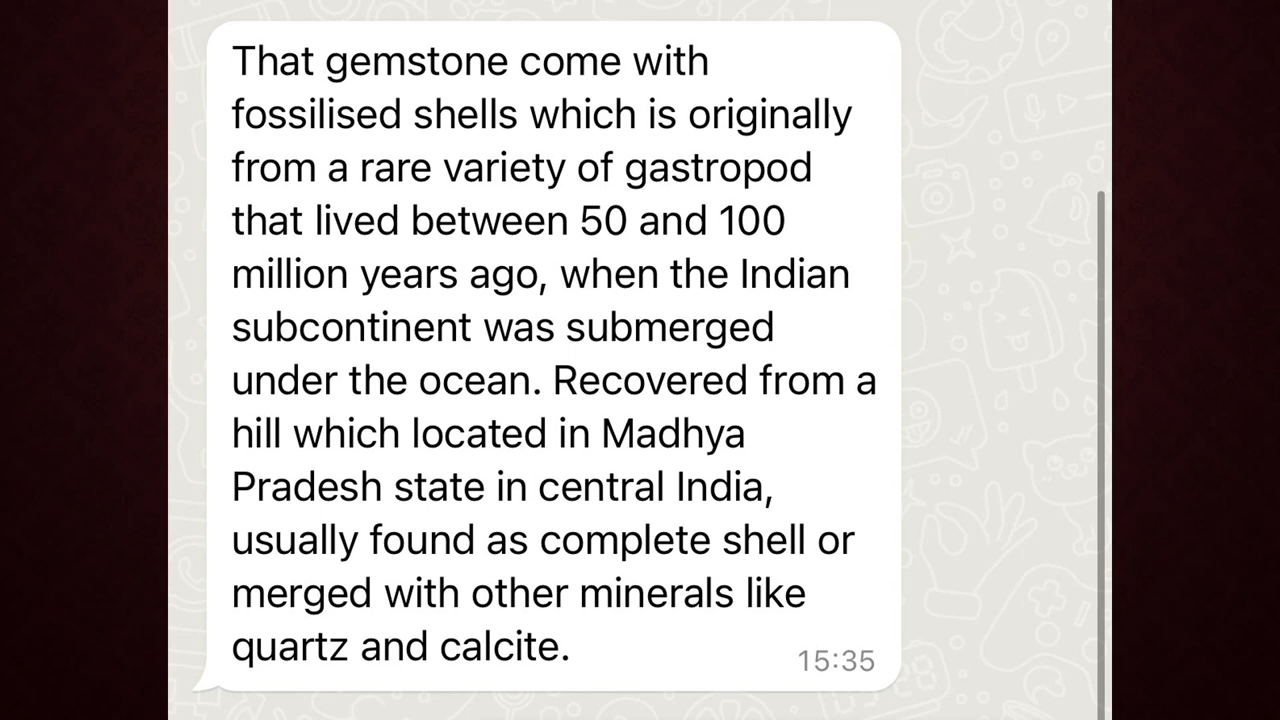 That gemstone come with
fossilised shells which is originally
from a rare variety of gastropod
that lived between 50 and 100
million years ago, when the Indian
subcontinent was submerged
under the ocean. Recovered from a
hill which located in Madhya
Pradesh state in central India,
usually found as complete shell or
merged with other minerals like
quartz and calcite.
15:35